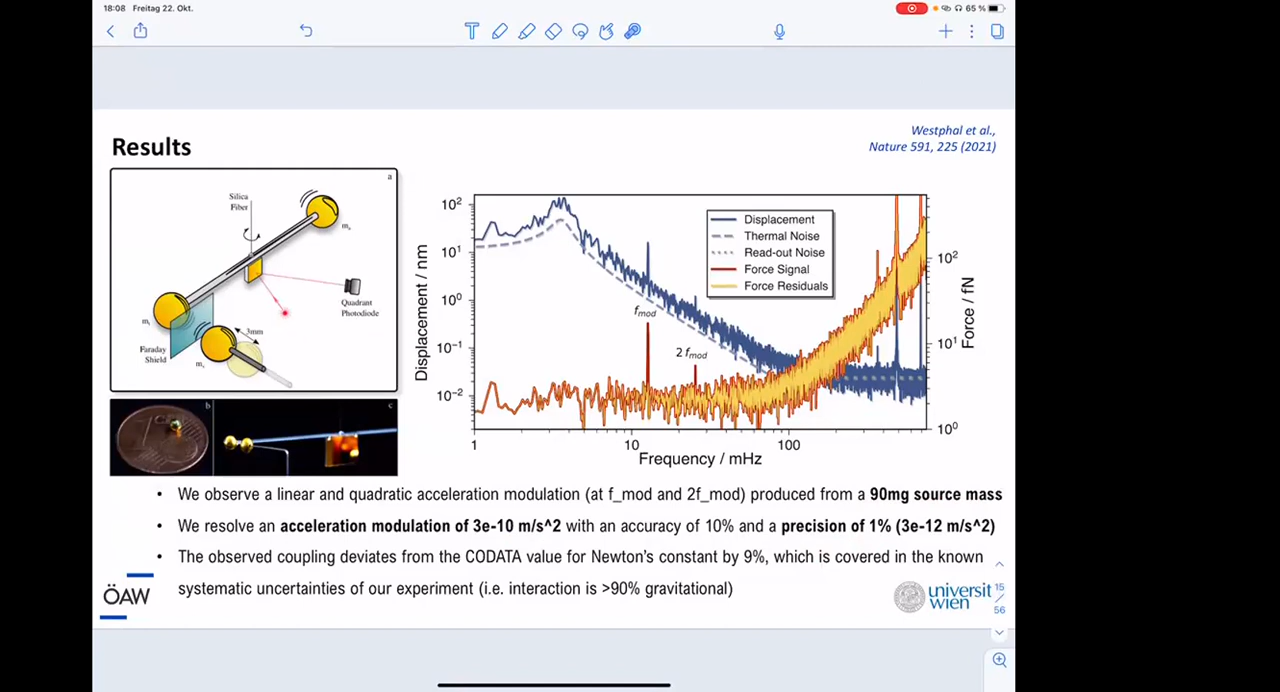 18:08 Freitag 22. Okt.
65 %
Westphal et al.,
Nature 591, 225 (2021)
Results
a
Silica
Fiber
Quadrant
Photodiode
3mm
Faraday
Shield
b
c
Displacement / nm
10²
10¹
10⁰
10⁻¹
10⁻²
Displacement
Thermal Noise
Read-out Noise
Force Signal
Force Residuals
f_mod
2 f_mod
10²
10¹
10⁰
Force / fN
1
10
100
Frequency / mHz
• We observe a linear and quadratic acceleration modulation (at f_mod and 2f_mod) produced from a 90mg source mass
• We resolve an acceleration modulation of 3e-10 m/s^2 with an accuracy of 10% and a precision of 1% (3e-12 m/s^2)
• The observed coupling deviates from the CODATA value for Newton's constant by 9%, which is covered in the known
systematic uncertainties of our experiment (i.e. interaction is >90% gravitational)
ÖAW
universit
wien
15
/
56